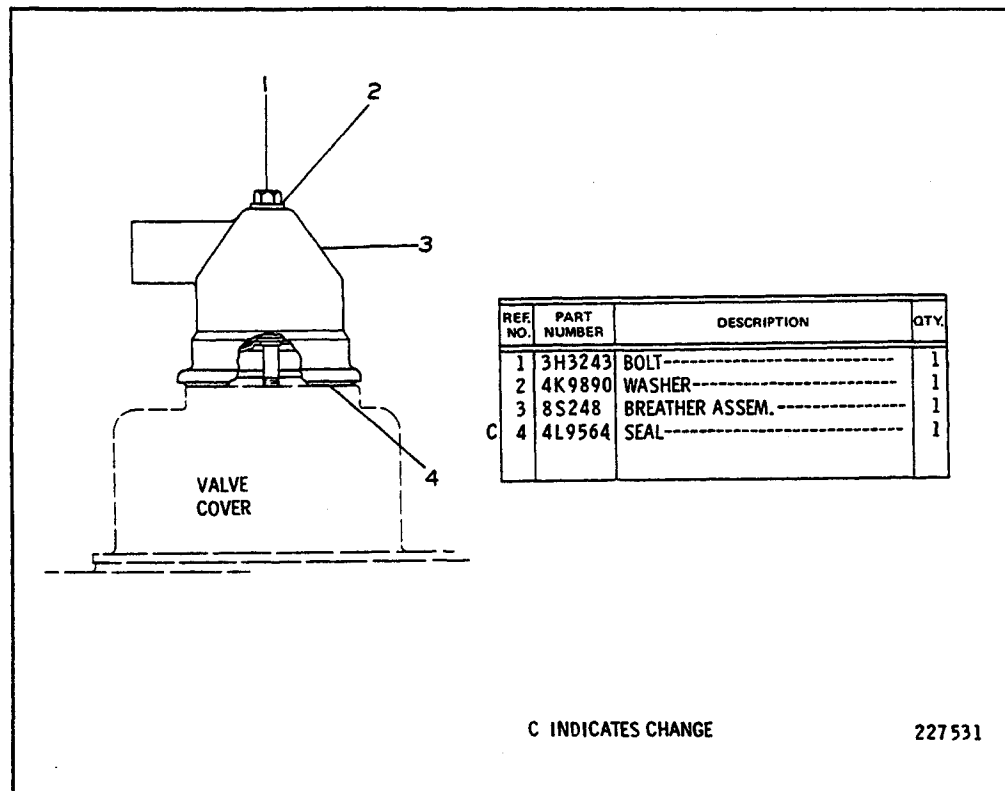 1
2
3
4
VALVE
COVER
REF. NO. PART NUMBER DESCRIPTION QTY.
1 3H3243 BOLT------------------------------ 1
2 4K9890 WASHER-------------------------- 1
3 8S248 BREATHER ASSEM.--------------- 1
C 4 4L9564 SEAL------------------------------ 1
C INDICATES CHANGE
227531